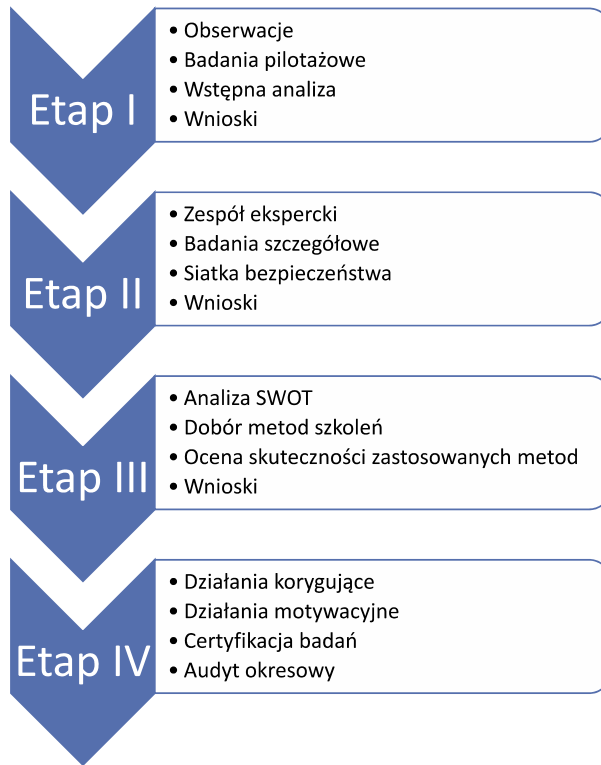 Etap I
• Obserwacje
• Badania pilotażowe
• Wstępna analiza
• Wnioski
Etap II
• Zespół ekspercki
• Badania szczegółowe
• Siatka bezpieczeństwa
• Wnioski
Etap III
• Analiza SWOT
• Dobór metod szkoleń
• Ocena skuteczności zastosowanych metod
• Wnioski
Etap IV
• Działania korygujące
• Działania motywacyjne
• Certyfikacja badań
• Audyt okresowy